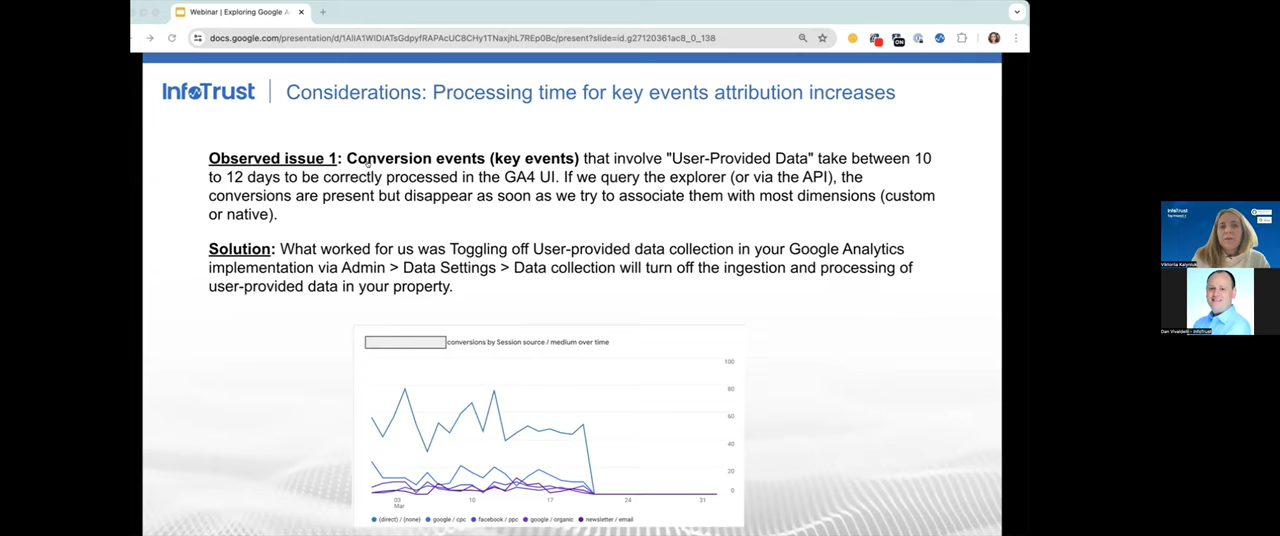 Webinar | Exploring Google A
docs.google.com/presentation/d/1AIIA1WIDIATsGdpyfRAPAcUC8CHy1TNaxjhL7REp0Bc/present?slide=id.g27120361ac8_0_138
ON
InfoTrust
Considerations: Processing time for key events attribution increases
Observed issue 1: Conversion events (key events) that involve "User-Provided Data" take between 10
to 12 days to be correctly processed in the GA4 UI. If we query the explorer (or via the API), the
conversions are present but disappear as soon as we try to associate them with most dimensions (custom
or native).
Solution: What worked for us was Toggling off User-provided data collection in your Google Analytics
implementation via Admin > Data Settings > Data collection will turn off the ingestion and processing of
user-provided data in your property.
conversions by Session source / medium over time
100
80
60
40
20
0
03
Mar
10
17
24
31
(direct) / (none)
google / cpc
facebook / ppc
google / organic
newsletter / email
InfoTrust
Viktoriia Kalyniuk
Dan Vivaldelli - InfoTrust